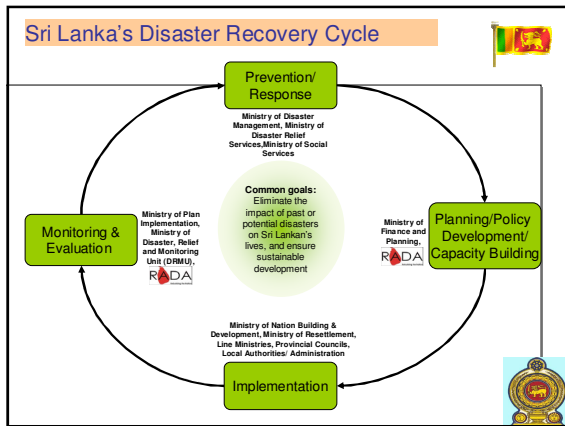 Sri Lanka's Disaster Recovery Cycle
Prevention/
Response
Ministry of Disaster
Management, Ministry of
Disaster Relief
Services,Ministry of Social
Services
Common goals:
Eliminate the
impact of past or
potential disasters
on Sri Lankan's
lives, and ensure
sustainable
development
Ministry of
Finance and
Planning,
RADA
Planning/Policy
Development/
Capacity Building
Monitoring &
Evaluation
Ministry of Plan
Implementation,
Ministry of
Disaster, Relief
and Monitoring
Unit (DRMU),
RADA
Ministry of Nation Building &
Development, Ministry of Resettlement,
Line Ministries, Provincial Councils,
Local Authorities/ Administration
Implementation